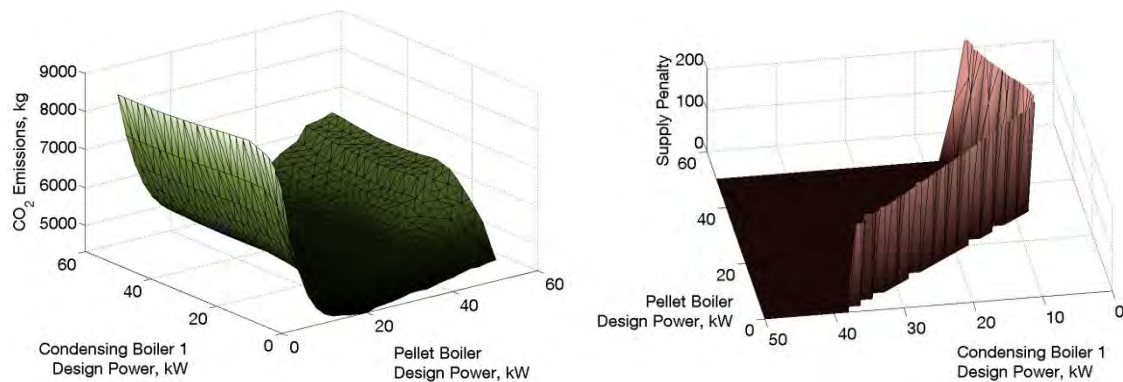 9000
8000
7000
6000
5000
CO2 Emissions, kg
60
40
20
0
Condensing Boiler 1
Design Power, kW
0
20
40
60
Pellet Boiler
Design Power, kW
200
100
0
Supply Penalty
60
40
20
0
Pellet Boiler
Design Power, kW
50
40
30
20
10
0
Condensing Boiler 1
Design Power, kW